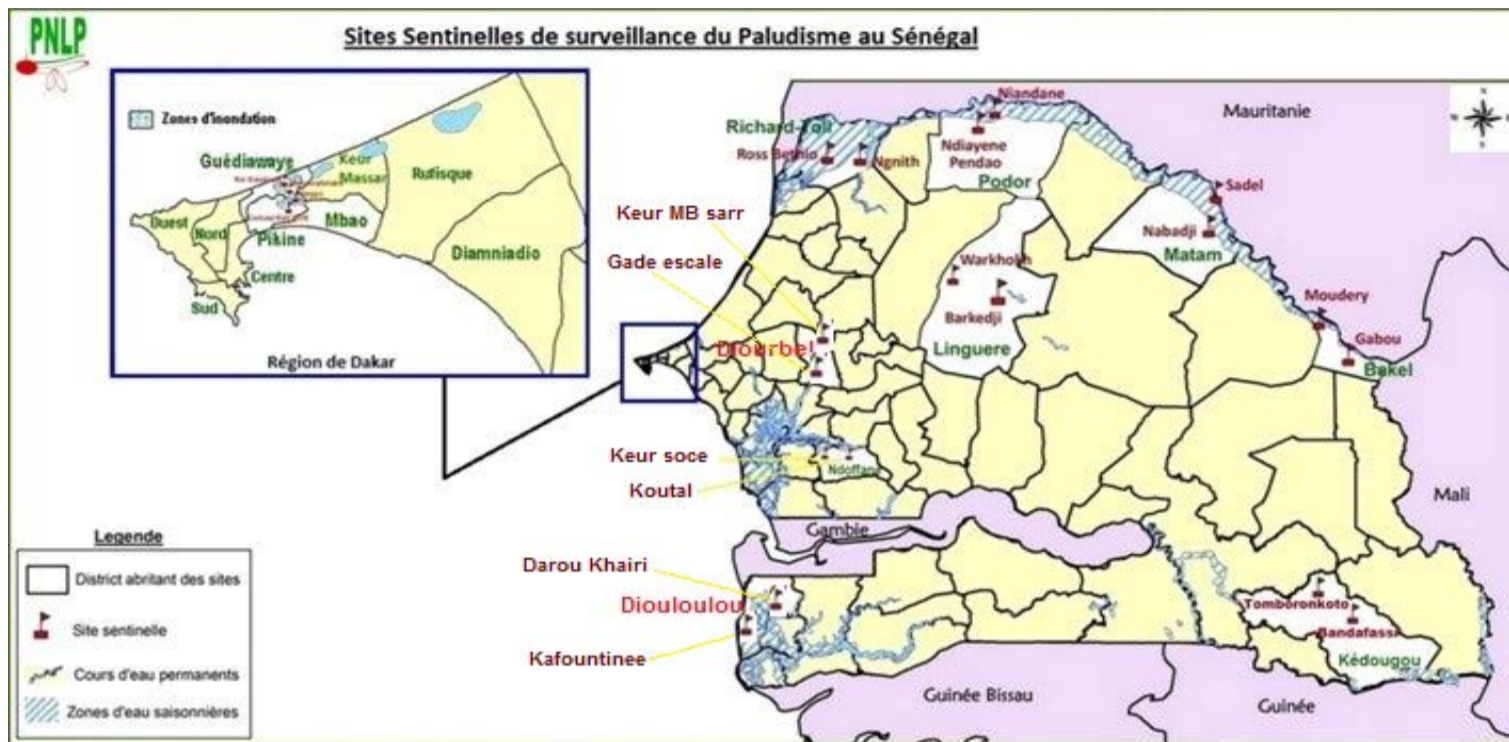 PNLP
Sites Sentinelles de surveillance du Paludisme au Sénégal
Zones d'inondation
Guédiawaye
Keur
Massar
Rufisque
Ouest
Nord
Pikine
Mbao
Diamniadio
Centre
Sud
Région de Dakar
Niandane
Mauritanie
Richard-Toll
Ross Bethio
Ngnith
Ndiayene
Pendao
Podor
Sadel
Keur MB sarr
Nabadji
Matam
Gade escale
Warkhokh
Barkedji
Moudery
Diourbel
Linguere
Gabou
Bakel
Keur soce
Ndoffane
Koutal
Mali
Gambie
Darou Khairi
Diouloulou
Tomboronkoto
Bandafassi
Kafountinee
Kédougou
Guinée Bissau
Guinée
Legende
District abritant des sites
Site sentinelle
Cours d'eau permanents
Zones d'eau saisonnières